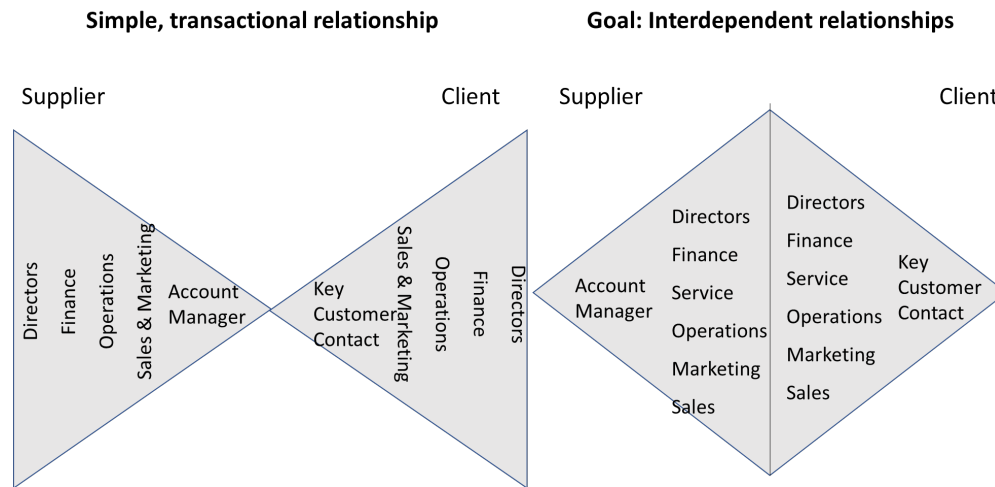 Simple, transactional relationship
Goal: Interdependent relationships
Supplier
Client
Supplier
Client
Directors
Finance
Operations
Sales & Marketing
Account
Manager
Key
Customer
Contact
Sales & Marketing
Operations
Finance
Directors
Account
Manager
Directors
Finance
Service
Operations
Marketing
Sales
Directors
Finance
Service
Operations
Marketing
Sales
Key
Customer
Contact